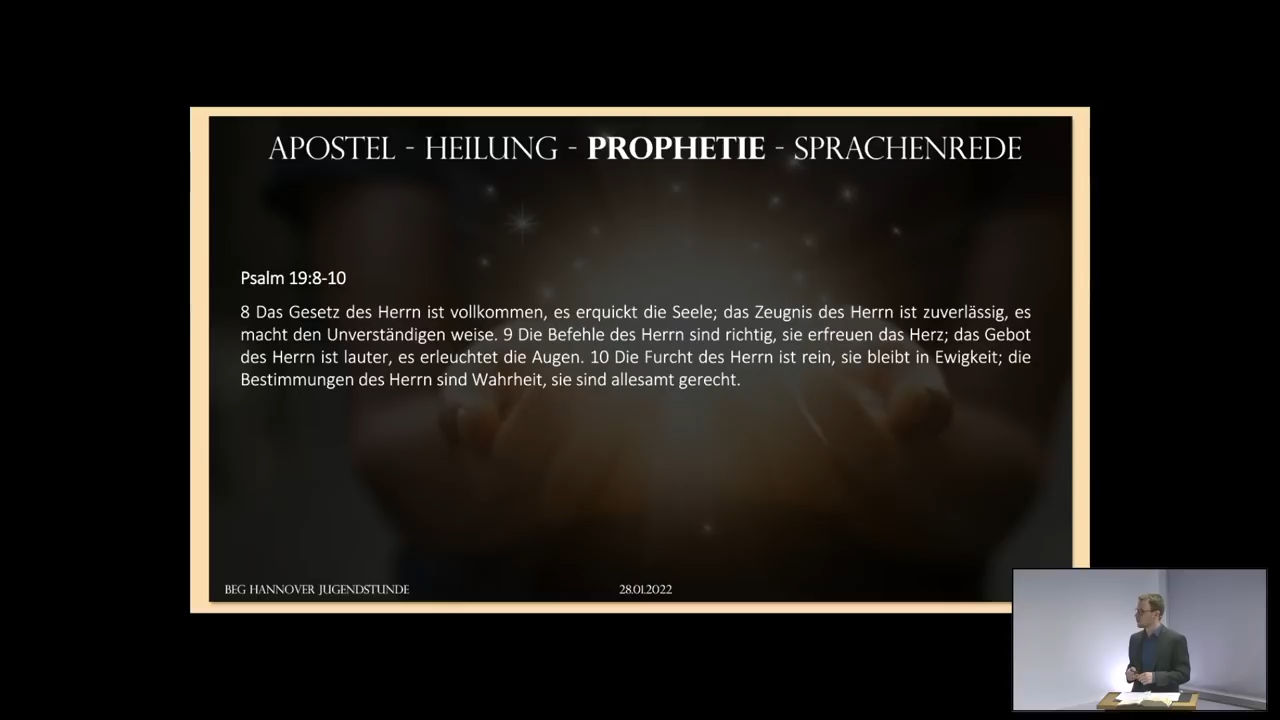 APOSTEL - HEILUNG - PROPHETIE - SPRACHENREDE
Psalm 19:8-10
8 Das Gesetz des Herrn ist vollkommen, es erquickt die Seele; das Zeugnis des Herrn ist zuverlässig, es
macht den Unverständigen weise. 9 Die Befehle des Herrn sind richtig, sie erfreuen das Herz; das Gebot
des Herrn ist lauter, es erleuchtet die Augen. 10 Die Furcht des Herrn ist rein, sie bleibt in Ewigkeit; die
Bestimmungen des Herrn sind Wahrheit, sie sind allesamt gerecht.
BEG HANNOVER JUGENDSTUNDE
28.01.2022